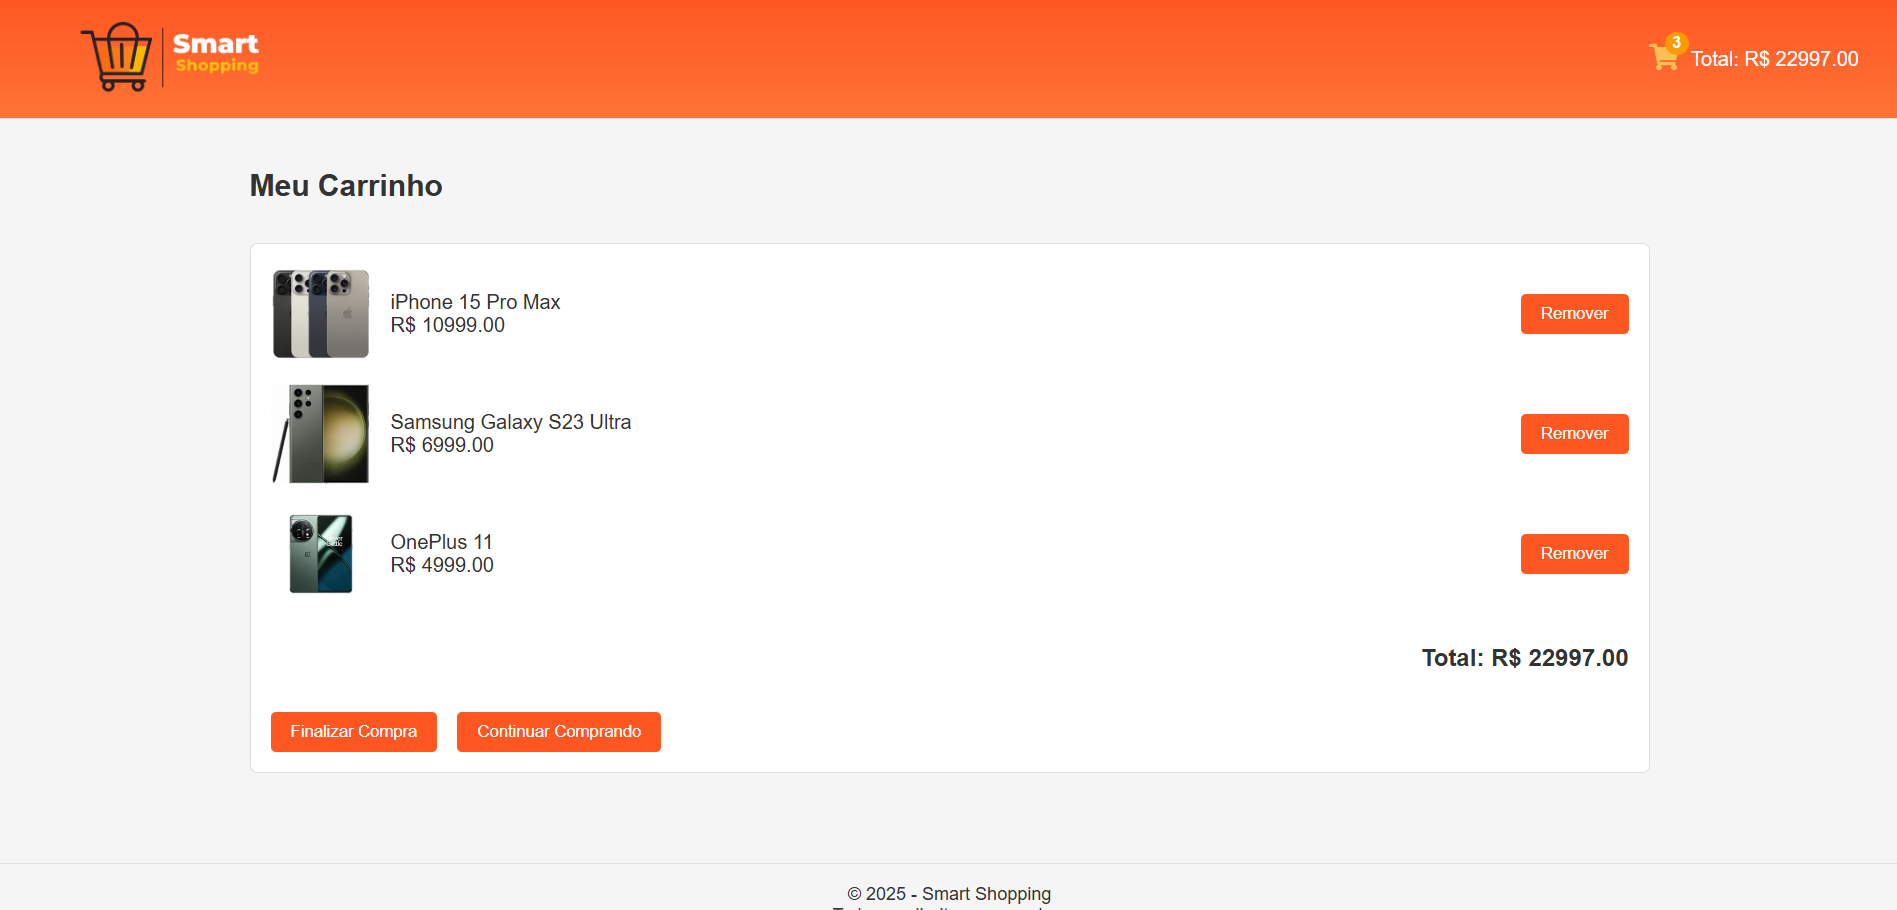 Smart
Shopping
3
Total: R$ 22997.00
Meu Carrinho
iPhone 15 Pro Max
R$ 10999.00
Remover
Samsung Galaxy S23 Ultra
R$ 6999.00
Remover
OnePlus 11
R$ 4999.00
Remover
Total: R$ 22997.00
Finalizar Compra
Continuar Comprando
© 2025 - Smart Shopping